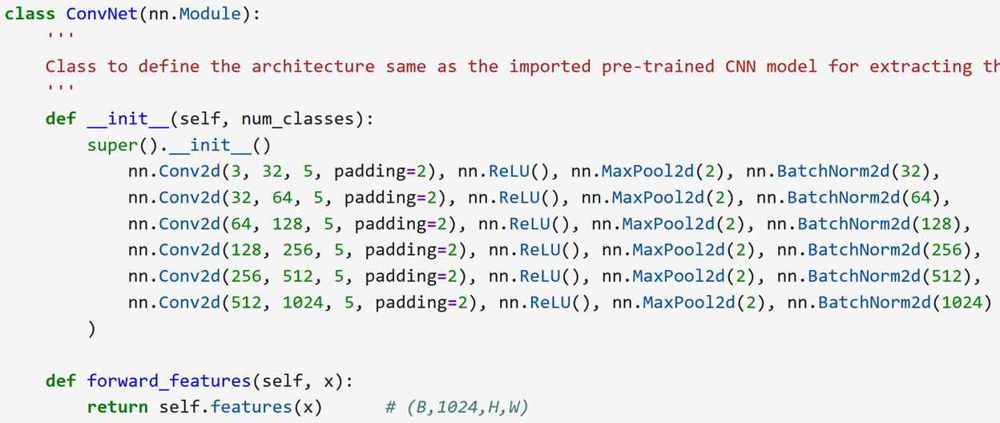 class ConvNet(nn.Module):
    '''
    Class to define the architecture same as the imported pre-trained CNN model for extracting th
    '''
    def __init__(self, num_classes):
        super().__init__()
            nn.Conv2d(3, 32, 5, padding=2), nn.ReLU(), nn.MaxPool2d(2), nn.BatchNorm2d(32),
            nn.Conv2d(32, 64, 5, padding=2), nn.ReLU(), nn.MaxPool2d(2), nn.BatchNorm2d(64),
            nn.Conv2d(64, 128, 5, padding=2), nn.ReLU(), nn.MaxPool2d(2), nn.BatchNorm2d(128),
            nn.Conv2d(128, 256, 5, padding=2), nn.ReLU(), nn.MaxPool2d(2), nn.BatchNorm2d(256),
            nn.Conv2d(256, 512, 5, padding=2), nn.ReLU(), nn.MaxPool2d(2), nn.BatchNorm2d(512),
            nn.Conv2d(512, 1024, 5, padding=2), nn.ReLU(), nn.MaxPool2d(2), nn.BatchNorm2d(1024)
        )
    def forward_features(self, x):
        return self.features(x)      # (B,1024,H,W)